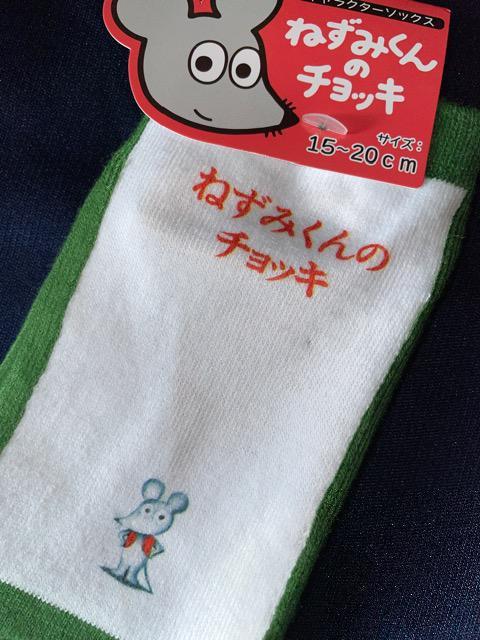 キャラクターソックス
ねずみくん
の
チョッキ
サイズ:
15~20cm
ねずみくんの
チョッキ